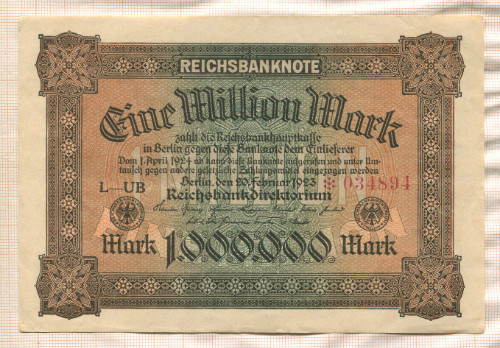 REICHSBANKNOTE
Eine Million Mark
zahlt die Reichsbankhauptkasse
in Berlin gegen diese Banknote dem Einlieferer
Vom 1. April 1924 ab kann diese Banknote aufgerufen und unter Um-
tausch gegen andere gesetzliche Zahlungsmittel eingezogen werden
L—UB Berlin, den 20. Februar 1923 ※ 034894
Reichsbankdirektorium
Mark 1.000.000 Mark